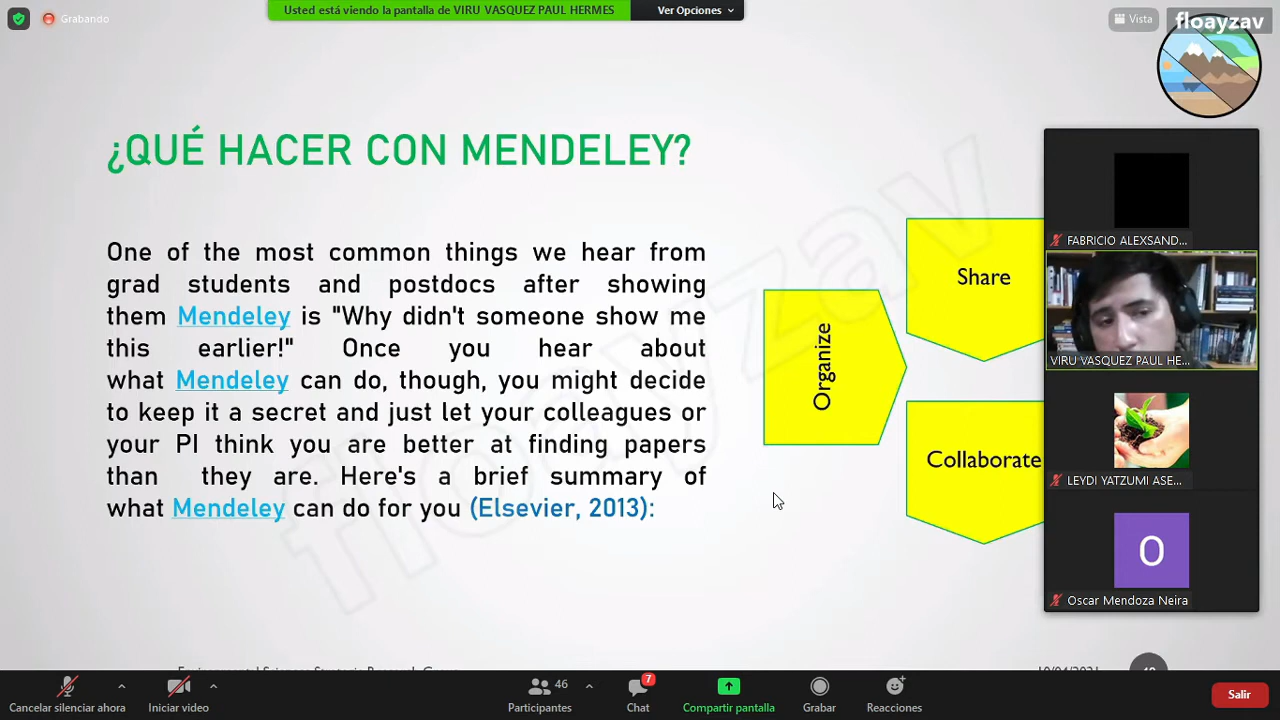 Grabando
Usted está viendo la pantalla de VIRU VASQUEZ PAUL HERMES
Ver Opciones
Vista
floayzav
¿QUÉ HACER CON MENDELEY?
One of the most common things we hear from
grad students and postdocs after showing
them Mendeley is "Why didn't someone show me
this earlier!" Once you hear about
what Mendeley can do, though, you might decide
to keep it a secret and just let your colleagues or
your PI think you are better at finding papers
than they are. Here's a brief summary of
what Mendeley can do for you (Elsevier, 2013):
Organize
Share
Collaborate
floayzav
FABRICIO ALEXSAND...
VIRU VASQUEZ PAUL HE...
LEYDI YATZUMI ASE...
O
Oscar Mendoza Neira
Cancelar silenciar ahora
Iniciar video
46
Participantes
7
Chat
Compartir pantalla
Grabar
Reacciones
Salir